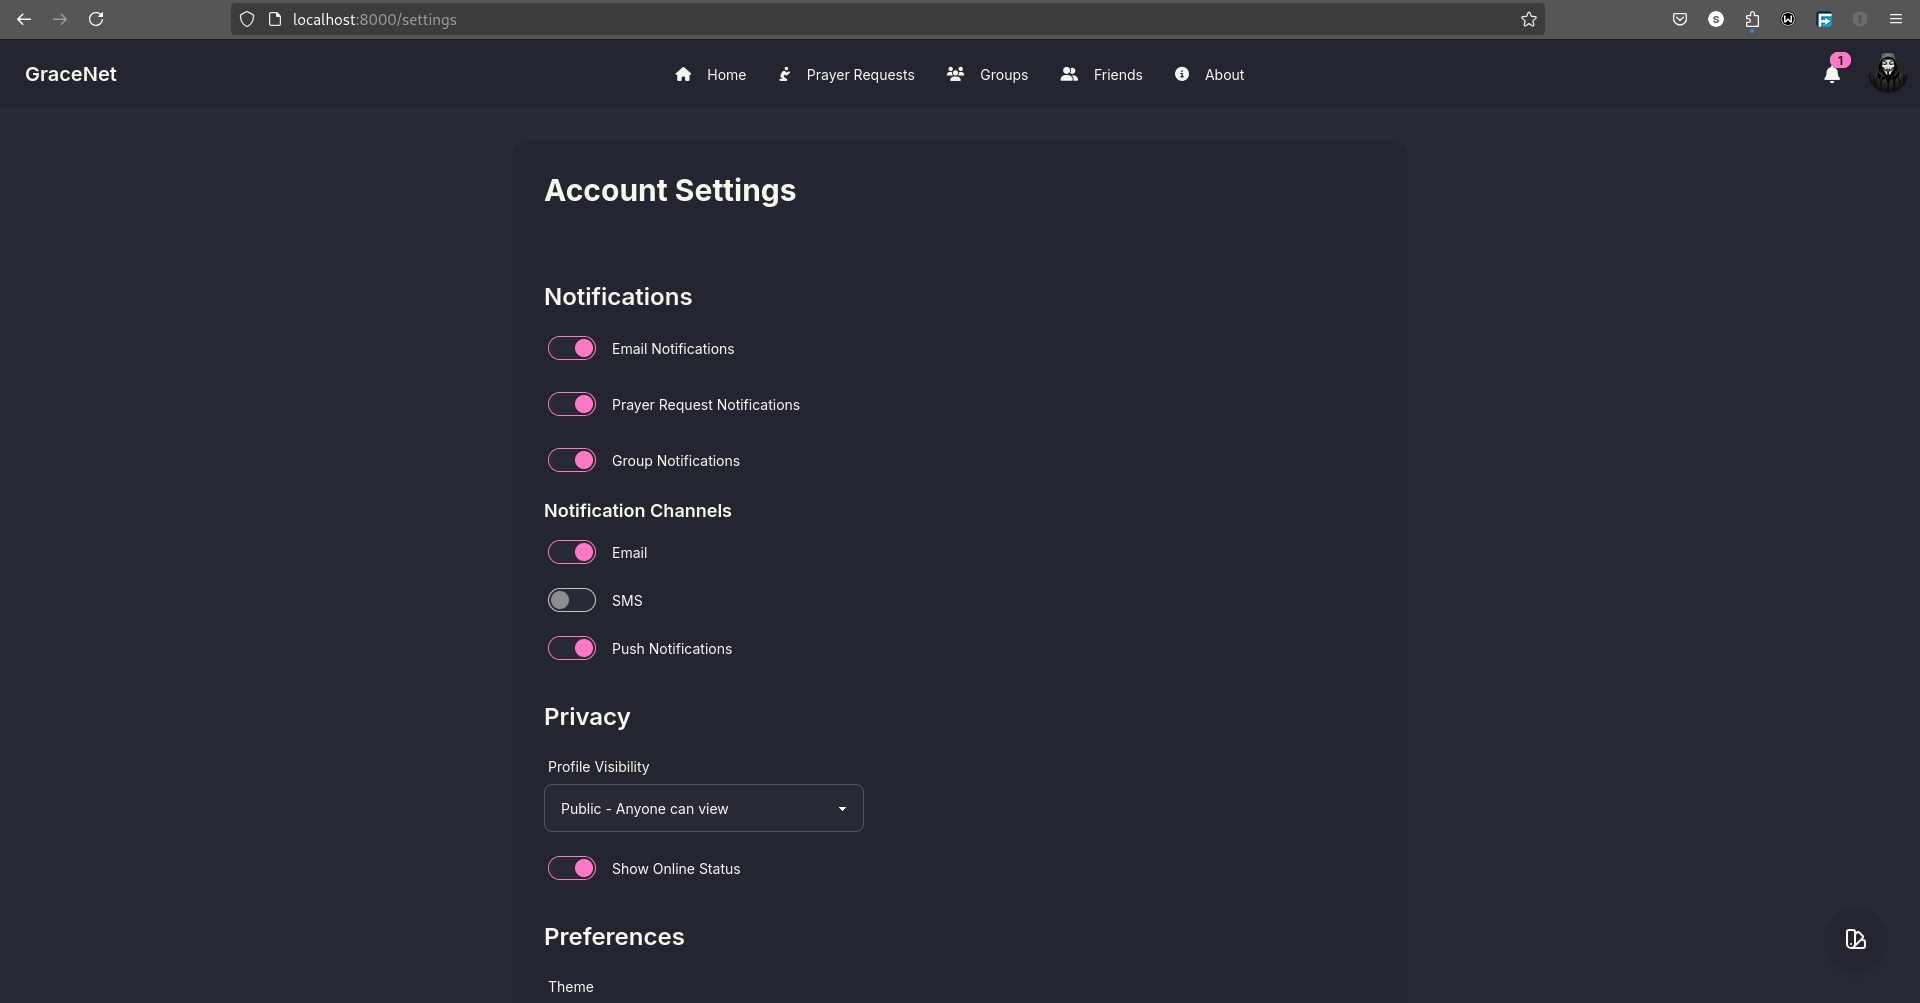 localhost:8000/settings
GraceNet
Home
Prayer Requests
Groups
Friends
About
1
Account Settings
Notifications
Email Notifications
Prayer Request Notifications
Group Notifications
Notification Channels
Email
SMS
Push Notifications
Privacy
Profile Visibility
Public - Anyone can view
Show Online Status
Preferences
Theme